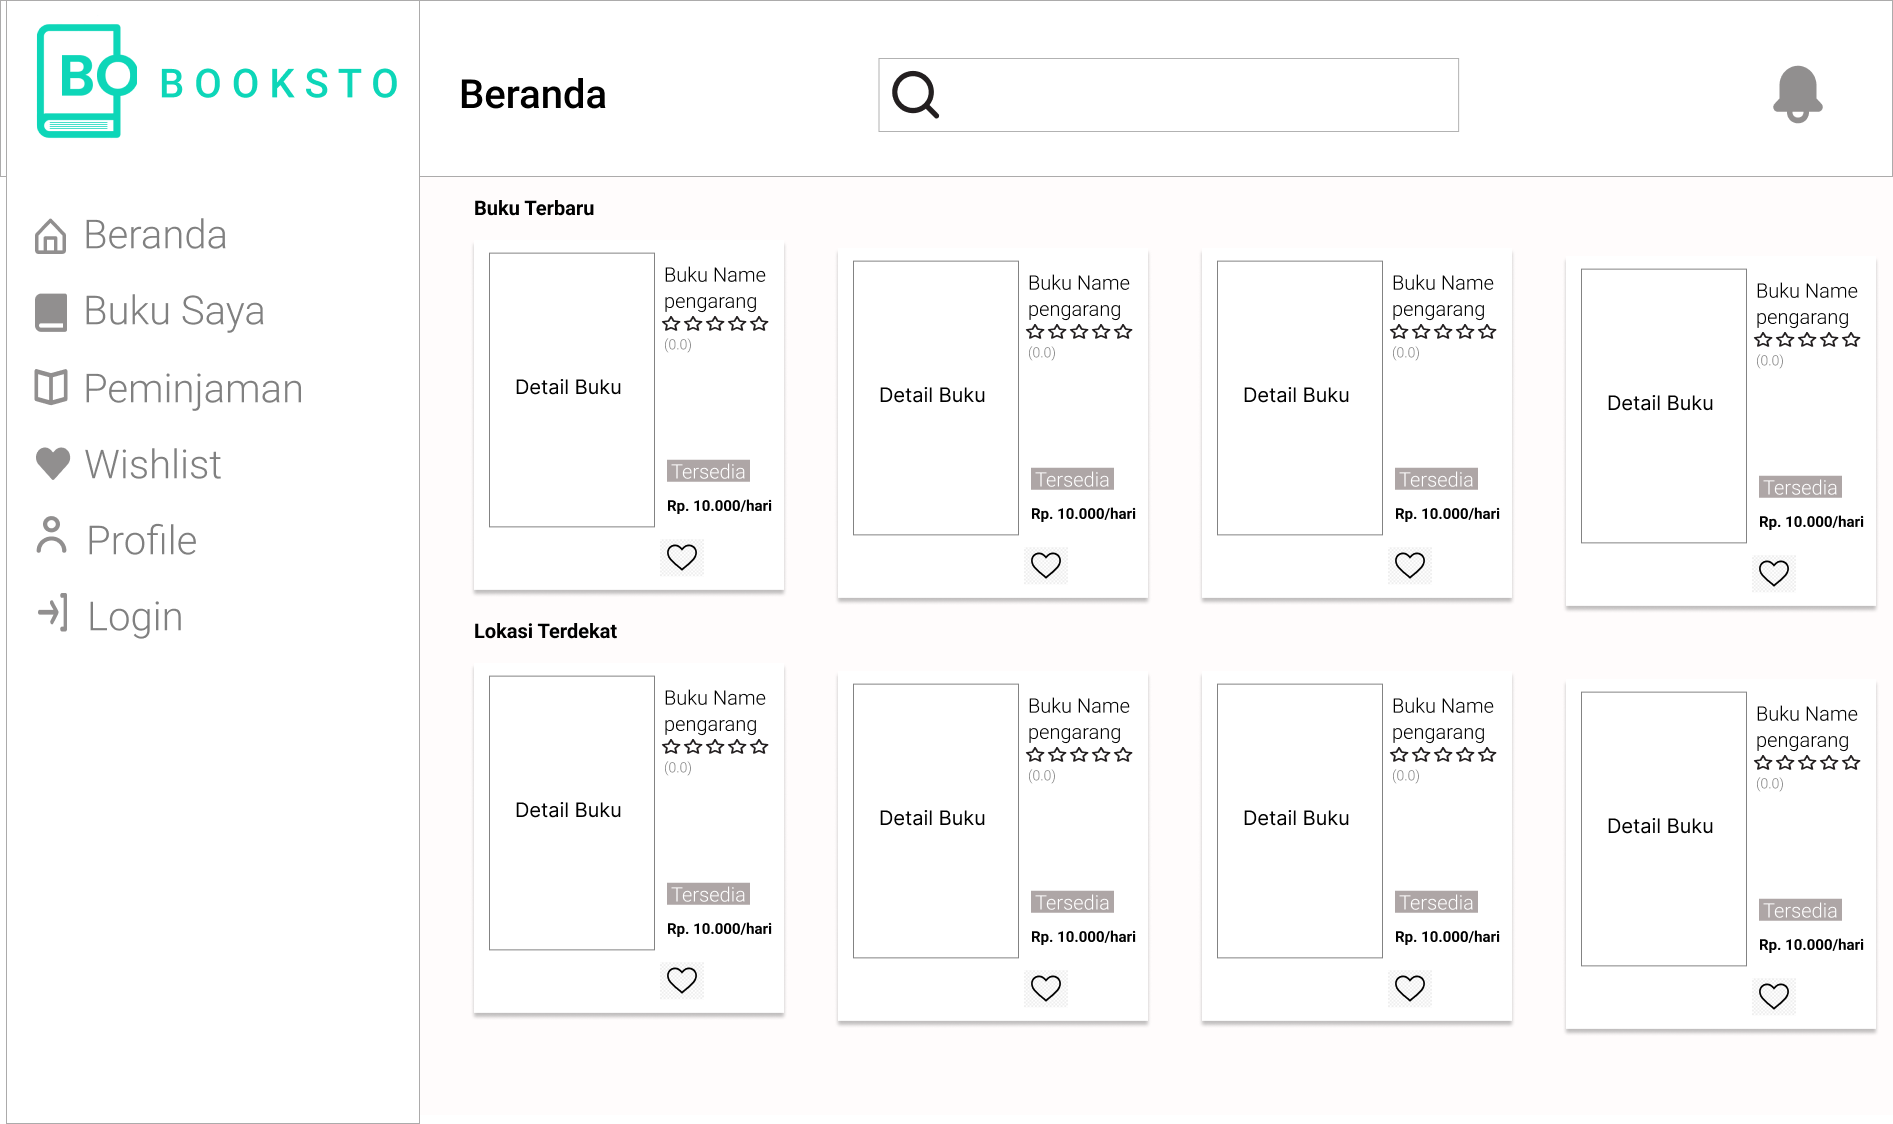 BO BOOKSTO
Beranda
Beranda
Buku Saya
Peminjaman
Wishlist
Profile
Login
Buku Terbaru
Detail Buku
Buku Name
pengarang
(0.0)
Tersedia
Rp. 10.000/hari
Detail Buku
Buku Name
pengarang
(0.0)
Tersedia
Rp. 10.000/hari
Detail Buku
Buku Name
pengarang
(0.0)
Tersedia
Rp. 10.000/hari
Detail Buku
Buku Name
pengarang
(0.0)
Tersedia
Rp. 10.000/hari
Lokasi Terdekat
Detail Buku
Buku Name
pengarang
(0.0)
Tersedia
Rp. 10.000/hari
Detail Buku
Buku Name
pengarang
(0.0)
Tersedia
Rp. 10.000/hari
Detail Buku
Buku Name
pengarang
(0.0)
Tersedia
Rp. 10.000/hari
Detail Buku
Buku Name
pengarang
(0.0)
Tersedia
Rp. 10.000/hari